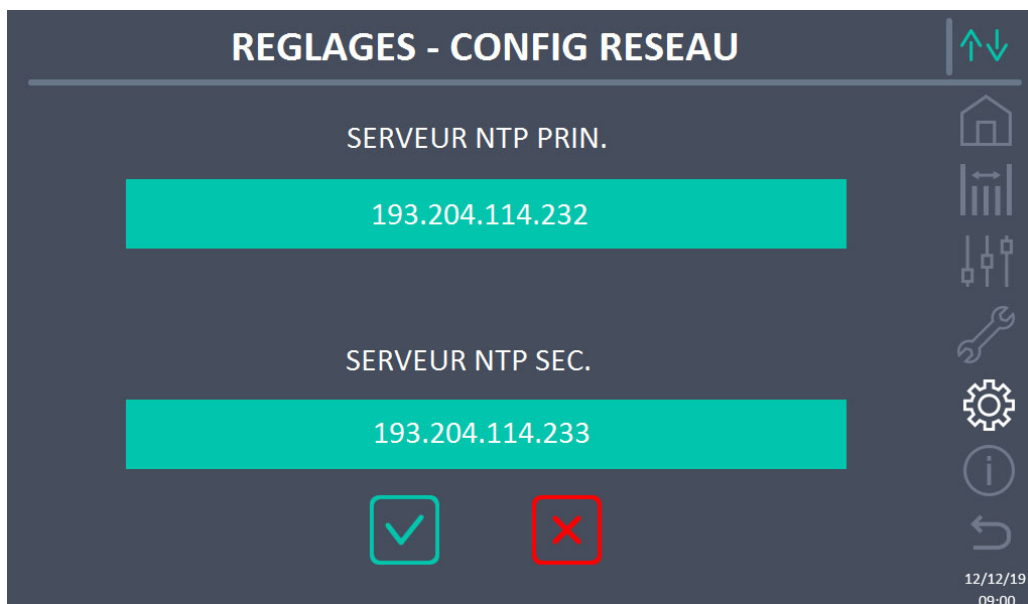 REGLAGES - CONFIG RESEAU
SERVEUR NTP PRIN.
193.204.114.232
SERVEUR NTP SEC.
193.204.114.233
12/12/19
09:00